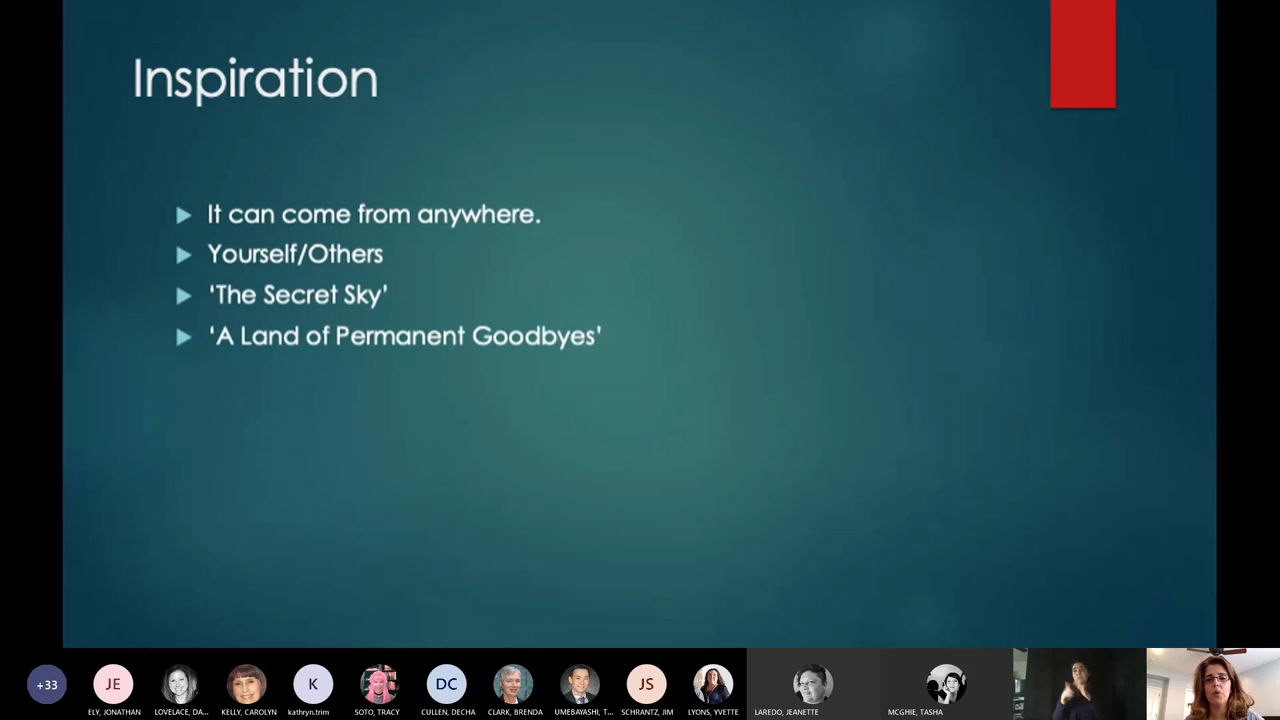 Inspiration
It can come from anywhere.
Yourself/Others
‘The Secret Sky’
‘A Land of Permanent Goodbyes’
+33
JE
K
DC
JS
ELY, JONATHAN
LOVELACE, DA...
KELLY, CAROLYN
kathryn.trim
SOTO, TRACY
CULLEN, DECHA
CLARK, BRENDA
UMEBAYASHI, T...
SCHRANTZ, JIM
LYONS, YVETTE
LAREDO, JEANETTE
MCGHIE, TASHA